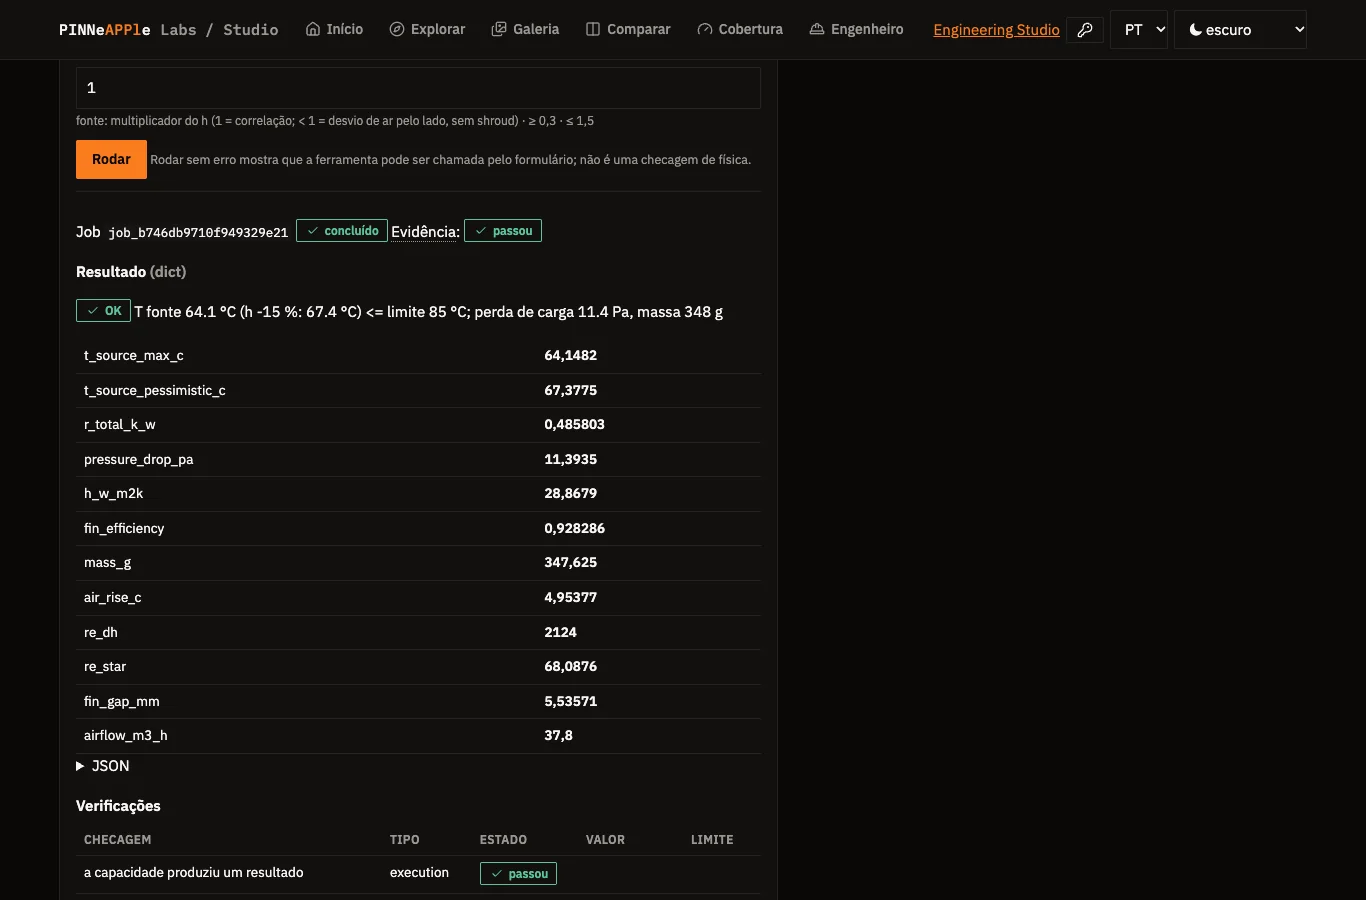 PINNeAPPle Labs / Studio Início Explorar Galeria Comparar Cobertura Engenheiro Engineering Studio PT escuro
1
fonte: multiplicador do h (1 = correlação; < 1 = desvio de ar pelo lado, sem shroud) · ≥ 0,3 · ≤ 1,5
Rodar Rodar sem erro mostra que a ferramenta pode ser chamada pelo formulário; não é uma checagem de física.
Job job_b746db9710f949329e21 concluído Evidência: passou
Resultado (dict)
OK T fonte 64.1 °C (h -15 %: 67.4 °C) <= limite 85 °C; perda de carga 11.4 Pa, massa 348 g
t_source_max_c 64,1482
t_source_pessimistic_c 67,3775
r_total_k_w 0,485803
pressure_drop_pa 11,3935
h_w_m2k 28,8679
fin_efficiency 0,928286
mass_g 347,625
air_rise_c 4,95377
re_dh 2124
re_star 68,0876
fin_gap_mm 5,53571
airflow_m3_h 37,8
JSON
Verificações
CHECAGEM TIPO ESTADO VALOR LIMITE
a capacidade produziu um resultado execution passou